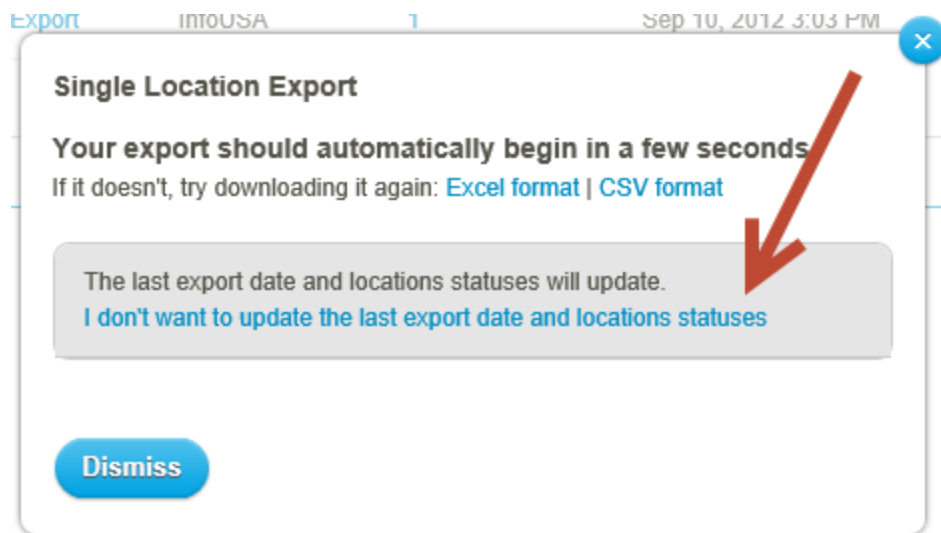 Export InfoUSA 1 Sep 10, 2012 3:03 PM
Single Location Export
Your export should automatically begin in a few seconds
If it doesn't, try downloading it again: Excel format | CSV format
The last export date and locations statuses will update.
I don't want to update the last export date and locations statuses
Dismiss